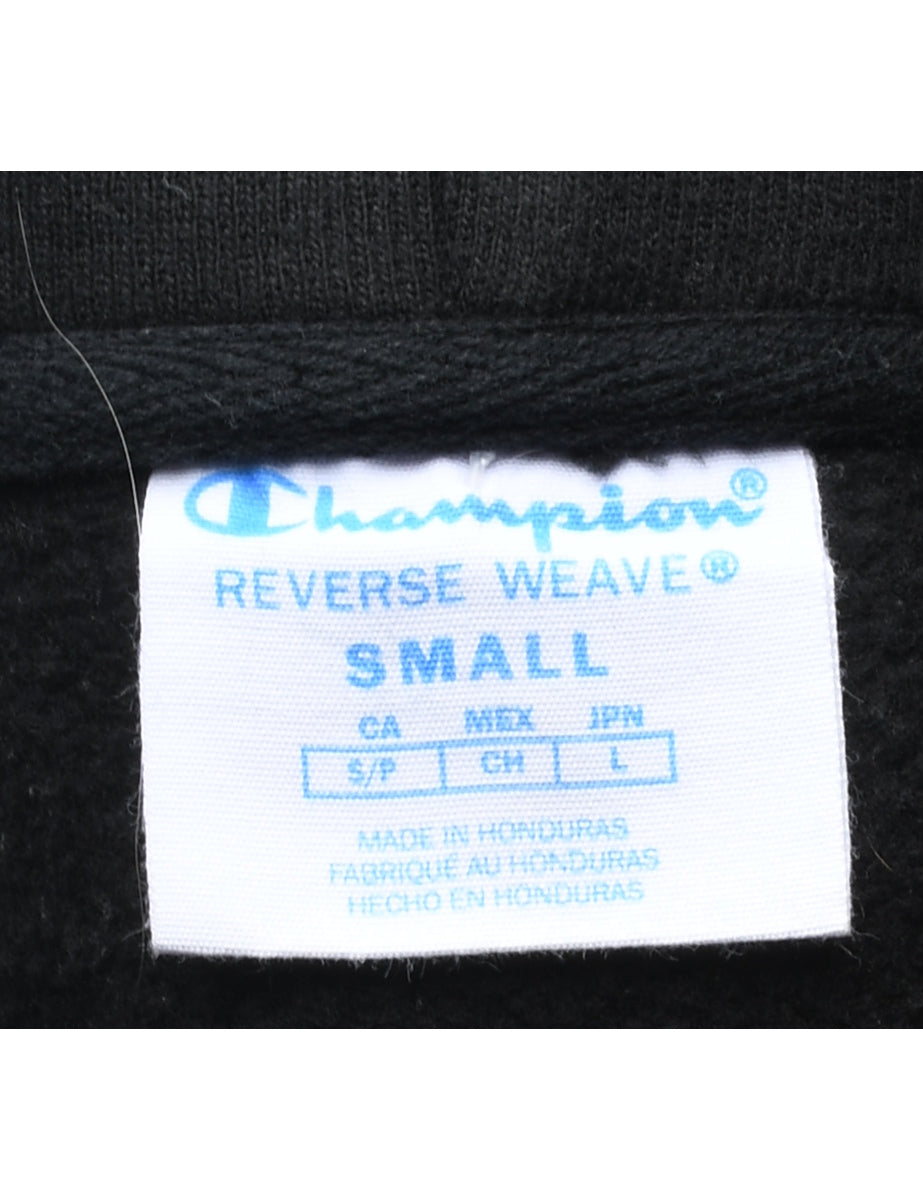 Champion®
REVERSE WEAVE®
SMALL
CA MEX JPN
S/P CH L
MADE IN HONDURAS
FABRIQUÉ AU HONDURAS
HECHO EN HONDURAS